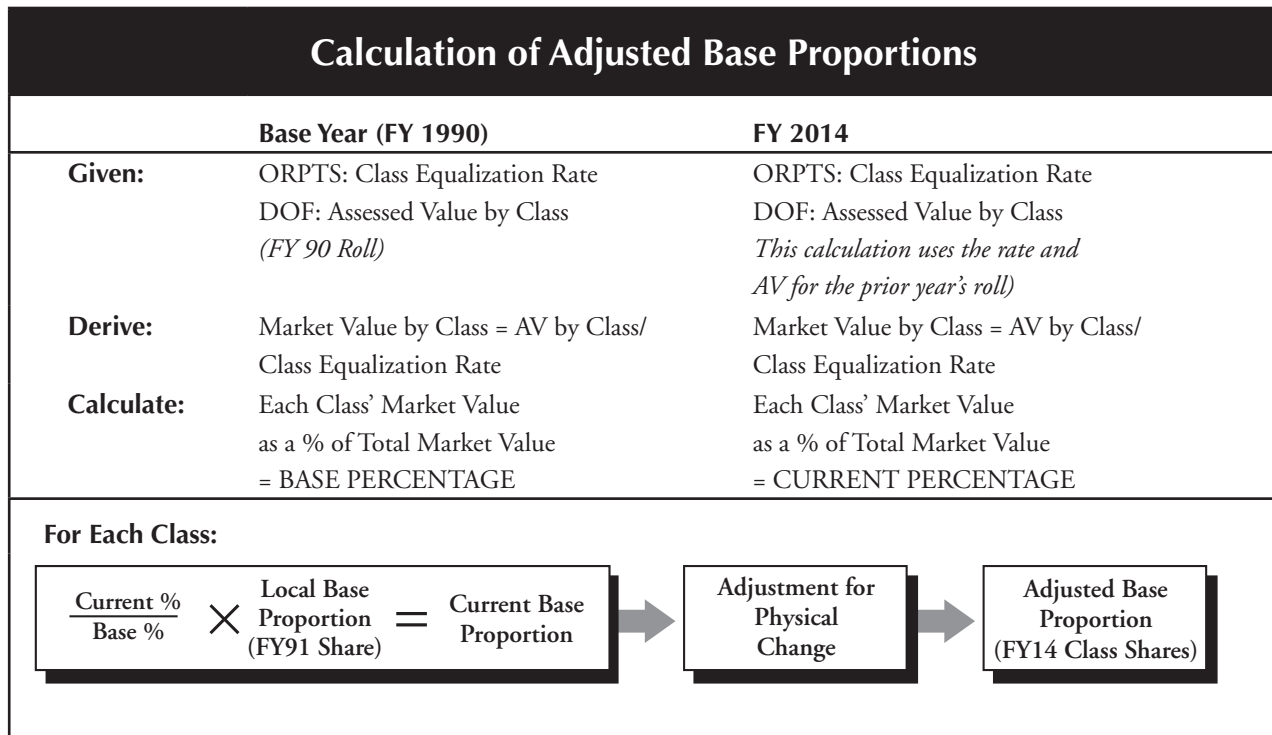 Calculation of Adjusted Base Proportions
Base Year (FY 1990) FY 2014
Given: ORPTS: Class Equalization Rate ORPTS: Class Equalization Rate
DOF: Assessed Value by Class DOF: Assessed Value by Class
(FY 90 Roll) This calculation uses the rate and
AV for the prior year's roll)
Derive: Market Value by Class = AV by Class/ Market Value by Class = AV by Class/
Class Equalization Rate Class Equalization Rate
Calculate: Each Class' Market Value Each Class' Market Value
as a % of Total Market Value as a % of Total Market Value
= BASE PERCENTAGE = CURRENT PERCENTAGE
For Each Class:
Current %
Base %
×
Local Base
Proportion
(FY91 Share)
=
Current Base
Proportion
Adjustment for
Physical
Change
Adjusted Base
Proportion
(FY14 Class Shares)